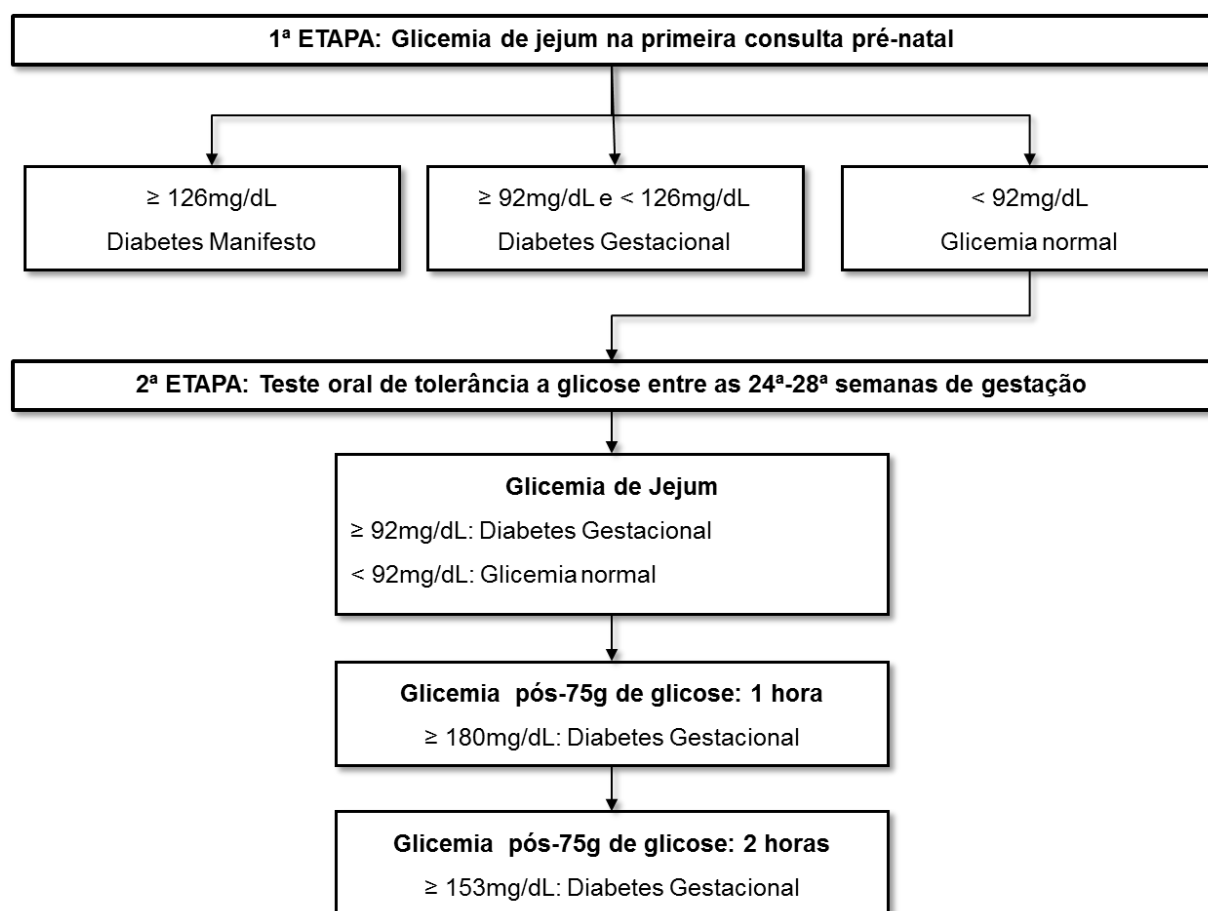 1ª ETAPA: Glicemia de jejum na primeira consulta pré-natal
≥ 126mg/dL
Diabetes Manifesto
≥ 92mg/dL e < 126mg/dL
Diabetes Gestacional
< 92mg/dL
Glicemia normal
2ª ETAPA: Teste oral de tolerância a glicose entre as 24ª-28ª semanas de gestação
Glicemia de Jejum
≥ 92mg/dL: Diabetes Gestacional
< 92mg/dL: Glicemia normal
Glicemia pós-75g de glicose: 1 hora
≥ 180mg/dL: Diabetes Gestacional
Glicemia pós-75g de glicose: 2 horas
≥ 153mg/dL: Diabetes Gestacional